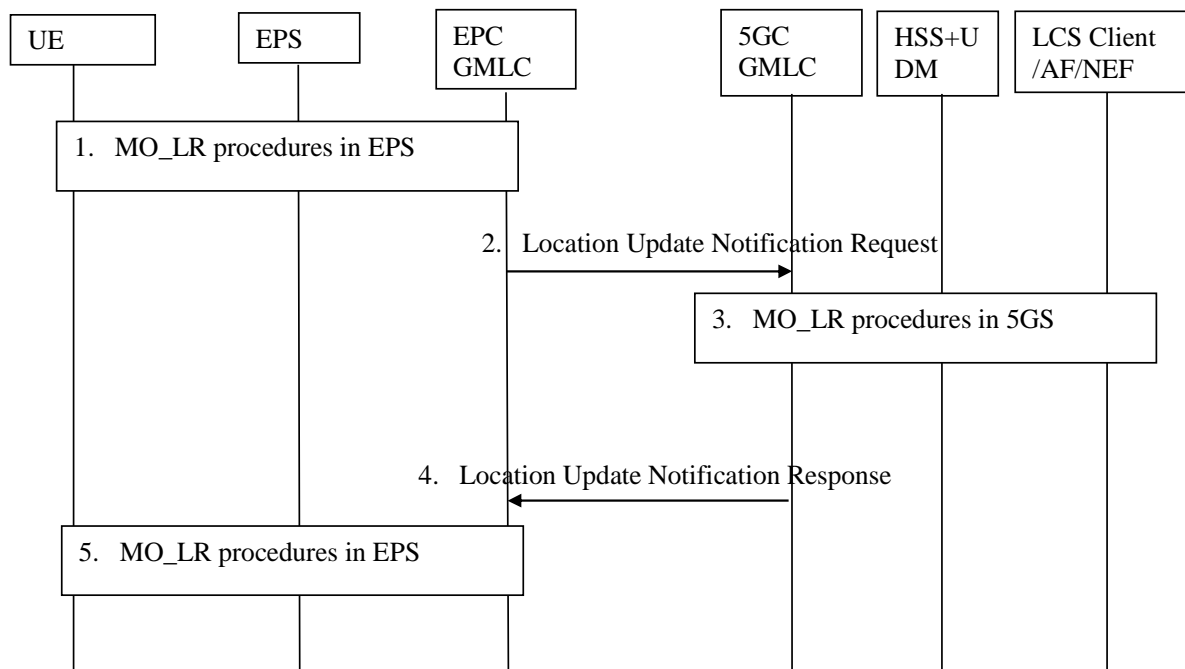 UE
EPS
EPC
GMLC
5GC
GMLC
HSS+U
DM
LCS Client
/AF/NEF
1. MO_LR procedures in EPS
2. Location Update Notification Request
3. MO_LR procedures in 5GS
4. Location Update Notification Response
5. MO_LR procedures in EPS